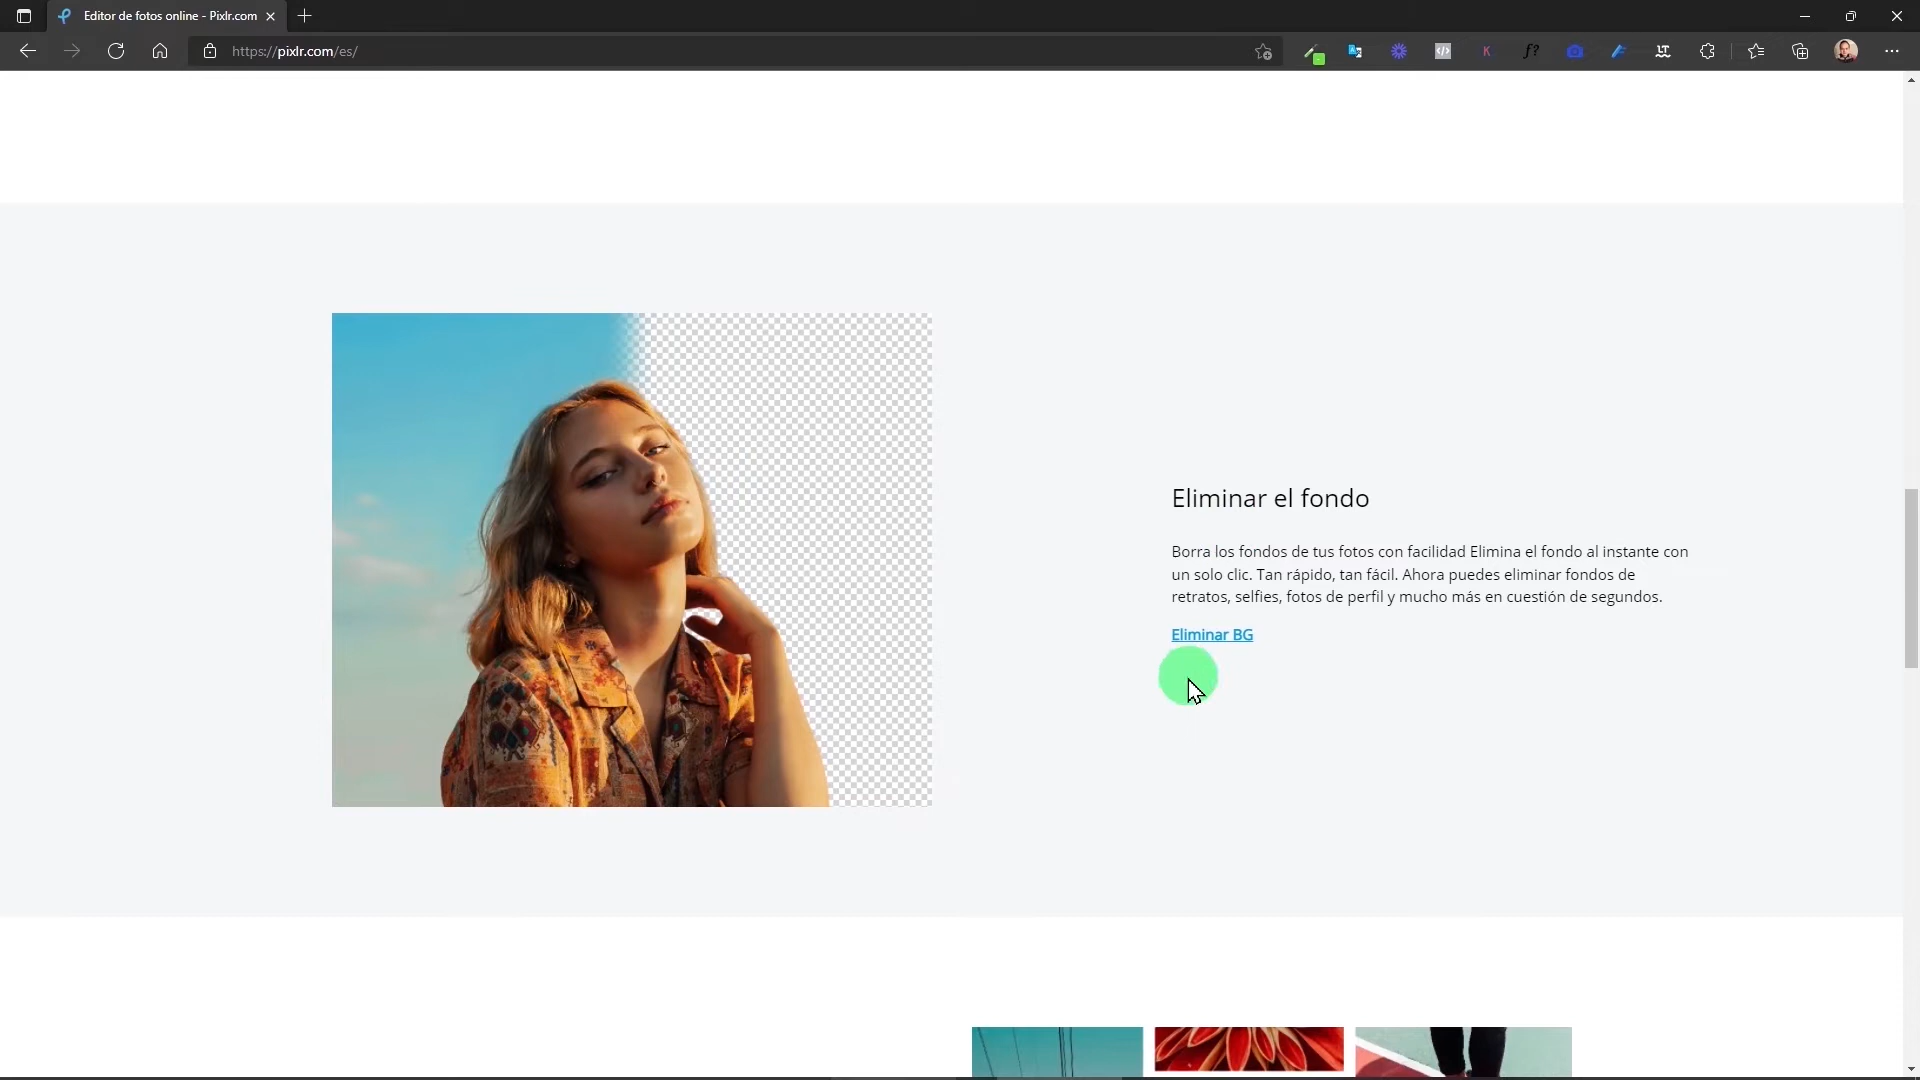 Editor de fotos online - Pixlr.com
https://pixlr.com/es/
Eliminar el fondo
Borra los fondos de tus fotos con facilidad Elimina el fondo al instante con
un solo clic. Tan rápido, tan fácil. Ahora puedes eliminar fondos de
retratos, selfies, fotos de perfil y mucho más en cuestión de segundos.
Eliminar BG